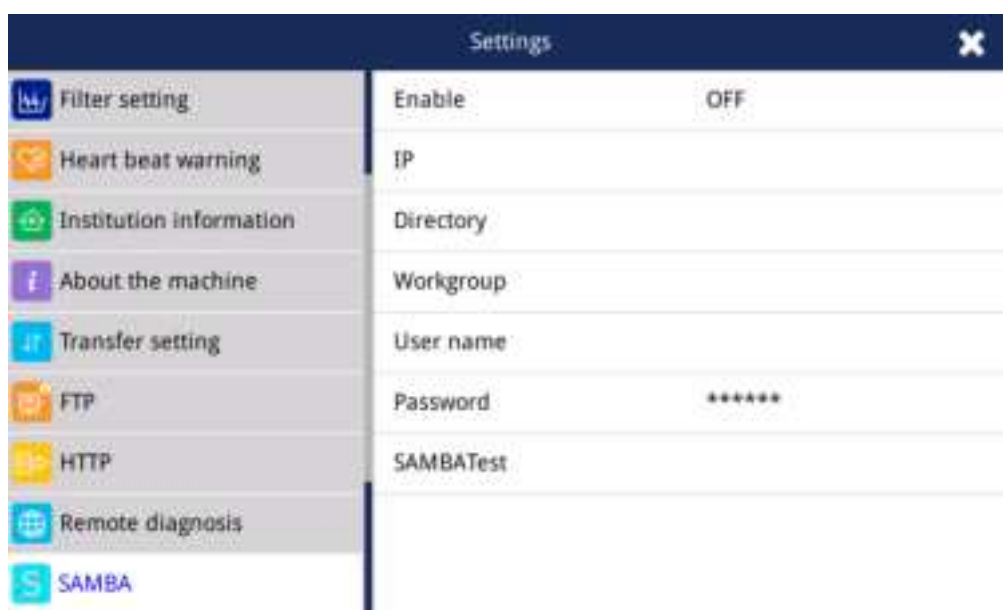 Settings
Filter setting
Heart beat warning
Institution information
About the machine
Transfer setting
FTP
HTTP
Remote diagnosis
SAMBA
Enable OFF
IP
Directory
Workgroup
User name
Password ******
SAMBATest